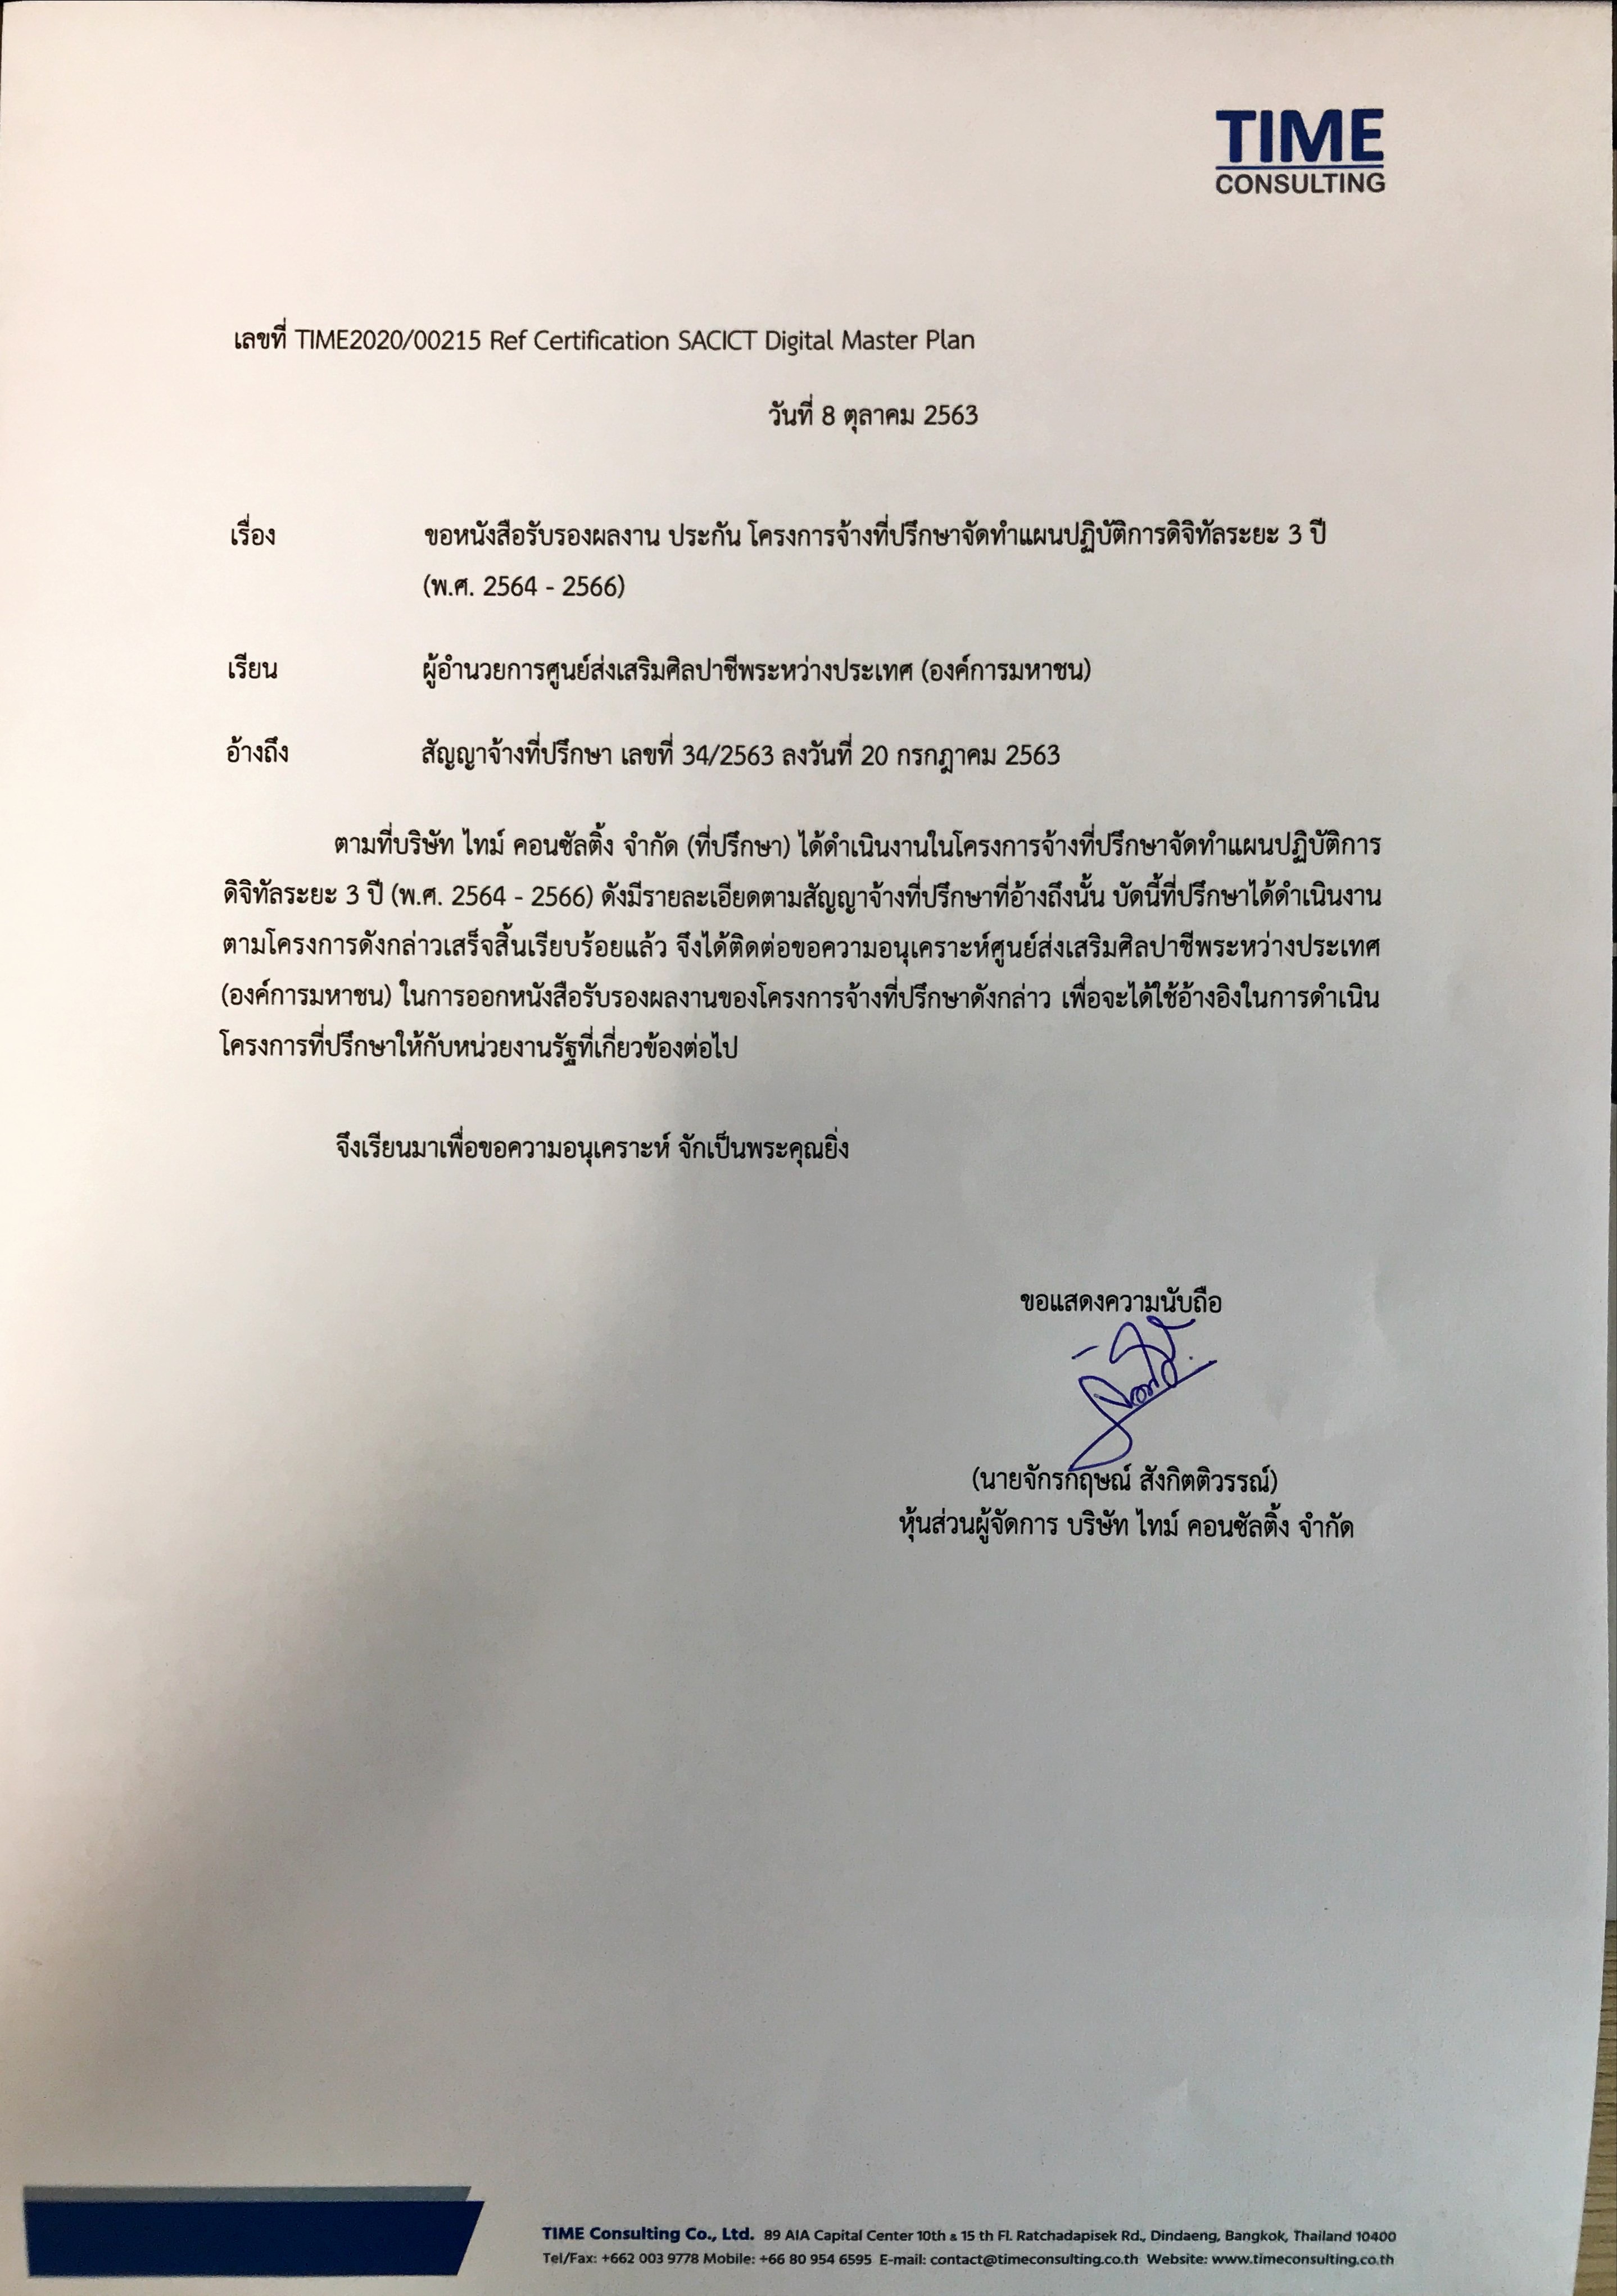 TIME
CONSULTING
เลขที่ TIME2020/00215 Ref Certification SACICT Digital Master Plan
วันที่ 8 ตุลาคม 2563
เรื่อง ขอหนังสือรับรองผลงาน ประกัน โครงการจ้างที่ปรึกษาจัดทำแผนปฏิบัติการดิจิทัลระยะ 3 ปี
(พ.ศ. 2564 - 2566)
เรียน ผู้อำนวยการศูนย์ส่งเสริมศิลปาชีพระหว่างประเทศ (องค์การมหาชน)
อ้างถึง สัญญาจ้างที่ปรึกษา เลขที่ 34/2563 ลงวันที่ 20 กรกฎาคม 2563
ตามที่บริษัท ไทม์ คอนซัลติ้ง จำกัด (ที่ปรึกษา) ได้ดำเนินงานในโครงการจ้างที่ปรึกษาจัดทำแผนปฏิบัติการ
ดิจิทัลระยะ 3 ปี (พ.ศ. 2564 - 2566) ดังมีรายละเอียดตามสัญญาจ้างที่ปรึกษาที่อ้างถึงนั้น บัดนี้ที่ปรึกษาได้ดำเนินงาน
ตามโครงการดังกล่าวเสร็จสิ้นเรียบร้อยแล้ว จึงได้ติดต่อขอความอนุเคราะห์ศูนย์ส่งเสริมศิลปาชีพระหว่างประเทศ
(องค์การมหาชน) ในการออกหนังสือรับรองผลงานของโครงการจ้างที่ปรึกษาดังกล่าว เพื่อจะได้ใช้อ้างอิงในการดำเนิน
โครงการที่ปรึกษาให้กับหน่วยงานรัฐที่เกี่ยวข้องต่อไป
จึงเรียนมาเพื่อขอความอนุเคราะห์ จักเป็นพระคุณยิ่ง
ขอแสดงความนับถือ
(นายจักรกฤษณ์ สังกิตติวรรณ์)
หุ้นส่วนผู้จัดการ บริษัท ไทม์ คอนซัลติ้ง จำกัด
TIME Consulting Co., Ltd. 89 AIA Capital Center 10th & 15 th Fl. Ratchadapisek Rd., Dindaeng, Bangkok, Thailand 10400
Tel/Fax: +662 003 9778 Mobile: +66 80 954 6595 E-mail: contact@timeconsulting.co.th Website: www.timeconsulting.co.th